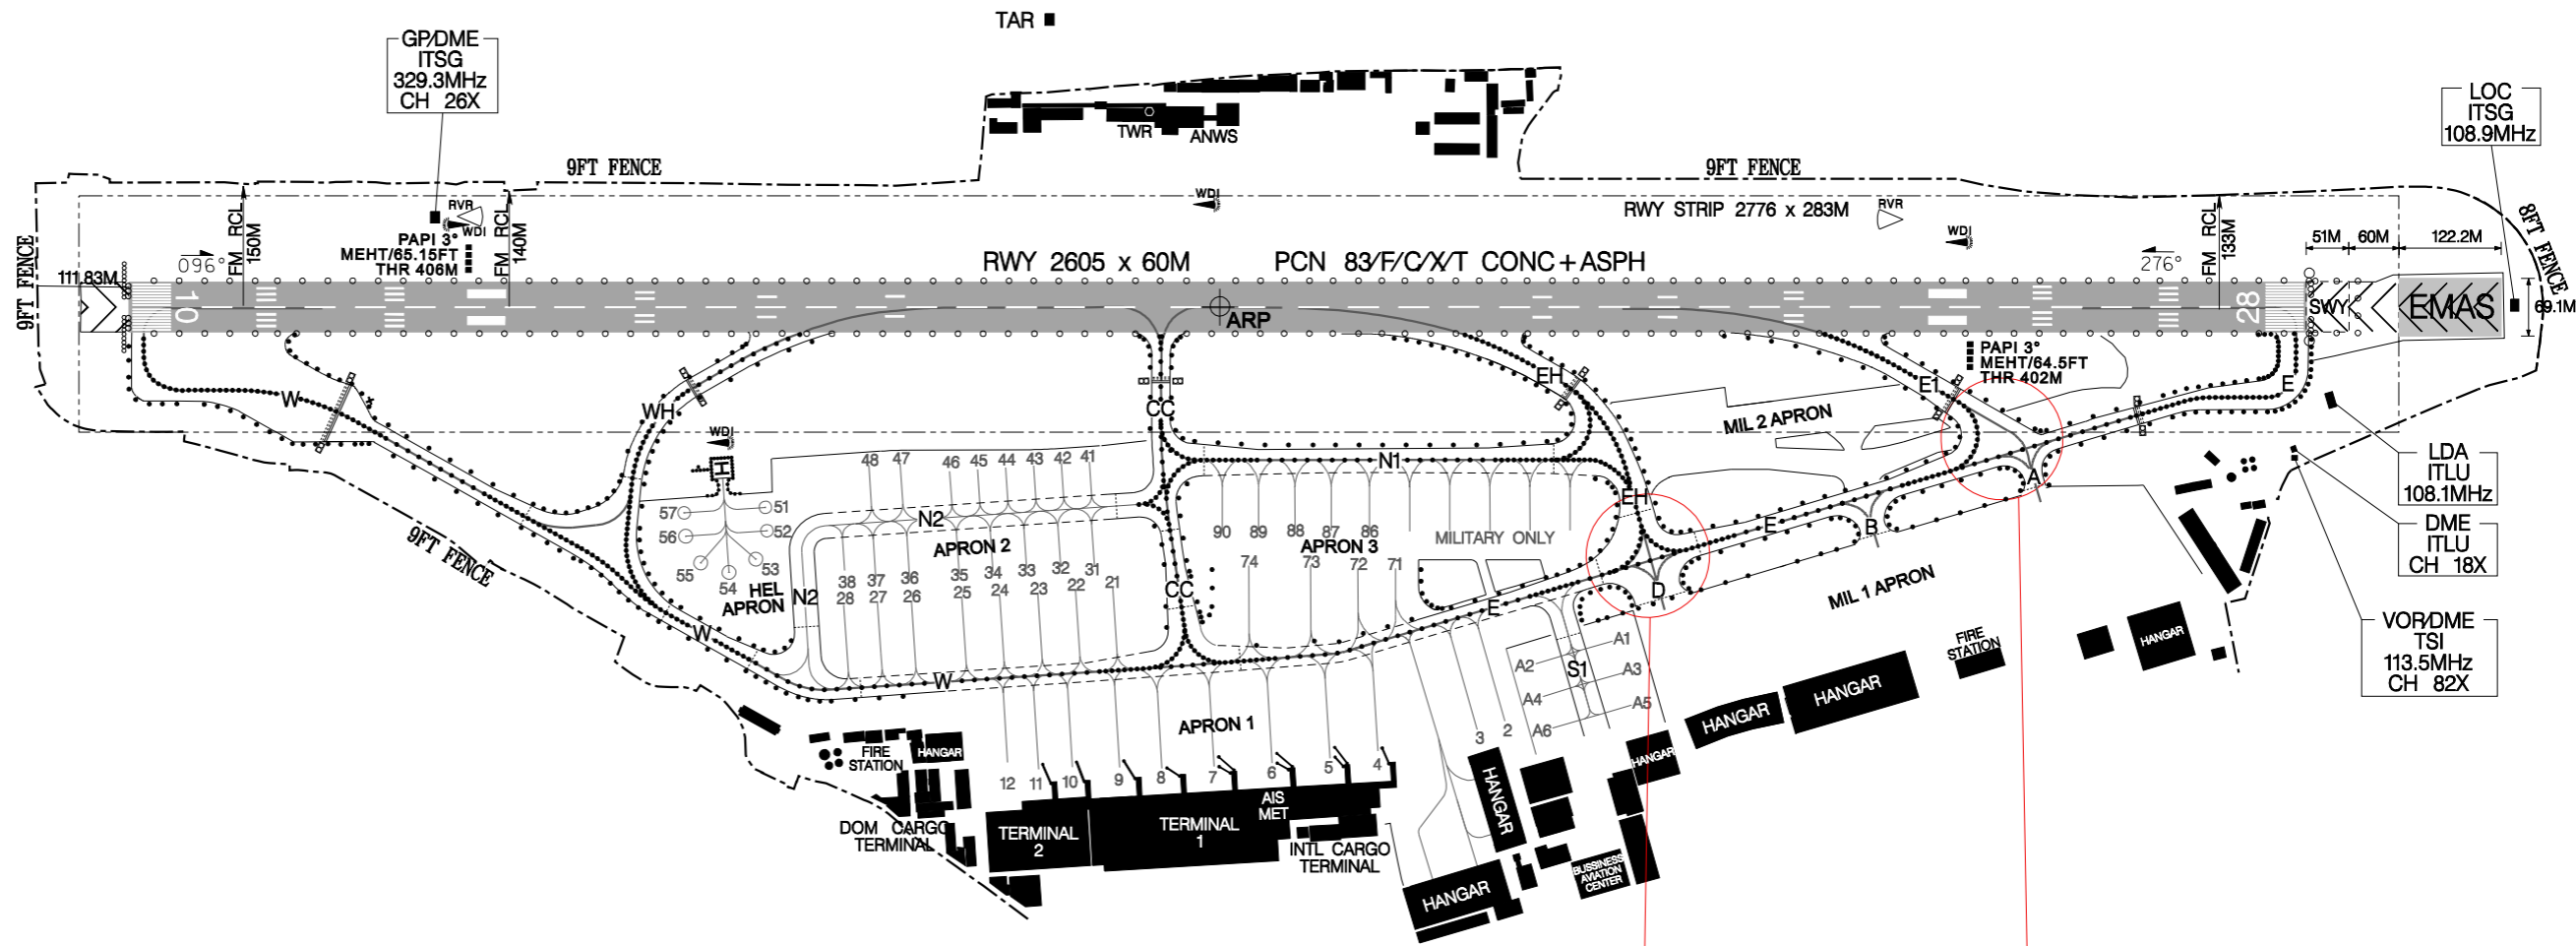 TAR
GP/DME
ITSG
329.3MHz
CH 26X
LOC
ITSG
108.9MHz
TWR
ANWS
9FT FENCE
9FT FENCE
9FT FENCE
8FT FENCE
WDI
RVR
WDI
FM RCL
150M
FM RCL
140M
PAPI 3°
MEHT/65.15FT
THR 406M
096°
111.83M
RWY STRIP 2776 x 283M
RVR
WDI
276°
FM RCL
133M
51M
60M
122.2M
69.1M
RWY 2605 x 60M
PCN 83/F/C/X/T CONC+ASPH
10
28
ARP
SWY
EMAS
PAPI 3°
MEHT/64.5FT
THR 402M
W
WH
CC
EH
E1
E
MIL 2 APRON
WDI
H
48
47
46
45
44
43
42
41
N1
A
LDA
ITLU
108.1MHz
DME
ITLU
CH 18X
VOR/DME
TSI
113.5MHz
CH 82X
57
51
56
52
55
54
53
HEL
APRON
N2
APRON 2
EH
E
B
90
89
88
87
86
APRON 3
MILITARY ONLY
74
73
72
71
9FT FENCE
N2
38
37
36
35
34
33
32
31
28
27
26
25
24
23
22
21
CC
E
D
MIL 1 APRON
W
W
A1
A2
A3
S1
A4
A5
A6
FIRE
STATION
HANGAR
HANGAR
HANGAR
HANGAR
APRON 1
3
2
FIRE
STATION
HANGAR
12
11
10
9
8
7
6
5
4
HANGAR
AIS
MET
DOM CARGO
TERMINAL
TERMINAL
2
TERMINAL
1
INTL CARGO
TERMINAL
BUSSINESS
AVIATION
CENTER
HANGAR